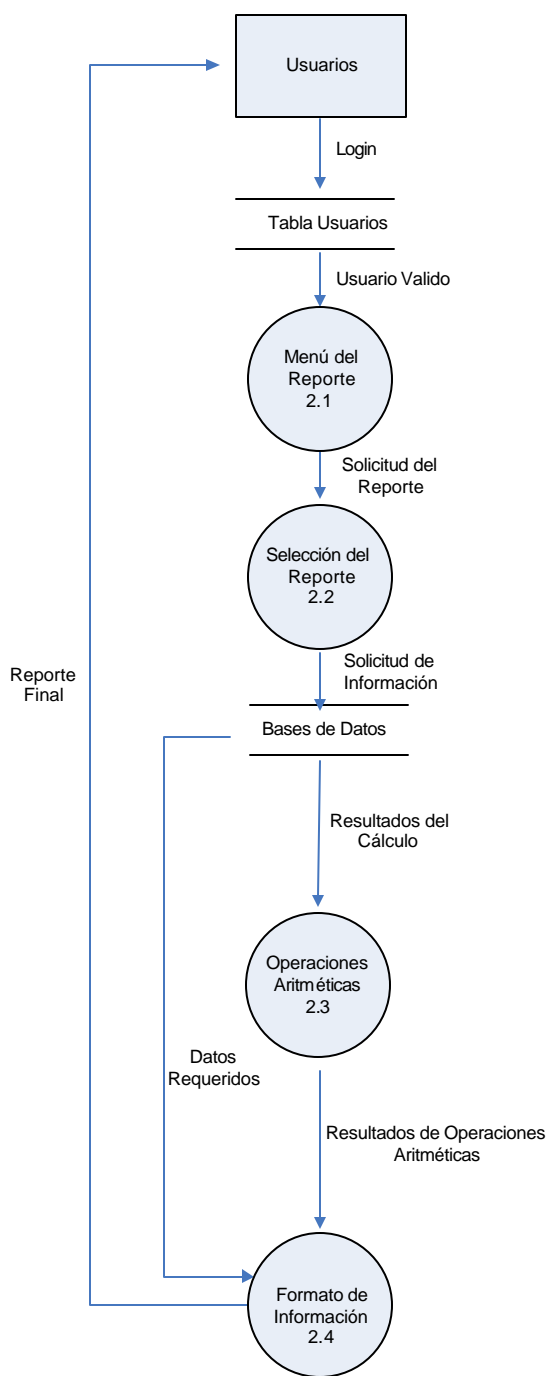 Usuarios
Login
Tabla Usuarios
Usuario Valido
Menú del
Reporte
2.1
Solicitud del
Reporte
Selección del
Reporte
2.2
Solicitud de
Información
Reporte
Final
Bases de Datos
Resultados del
Cálculo
Operaciones
Aritméticas
2.3
Datos
Requeridos
Resultados de Operaciones
Aritméticas
Formato de
Información
2.4